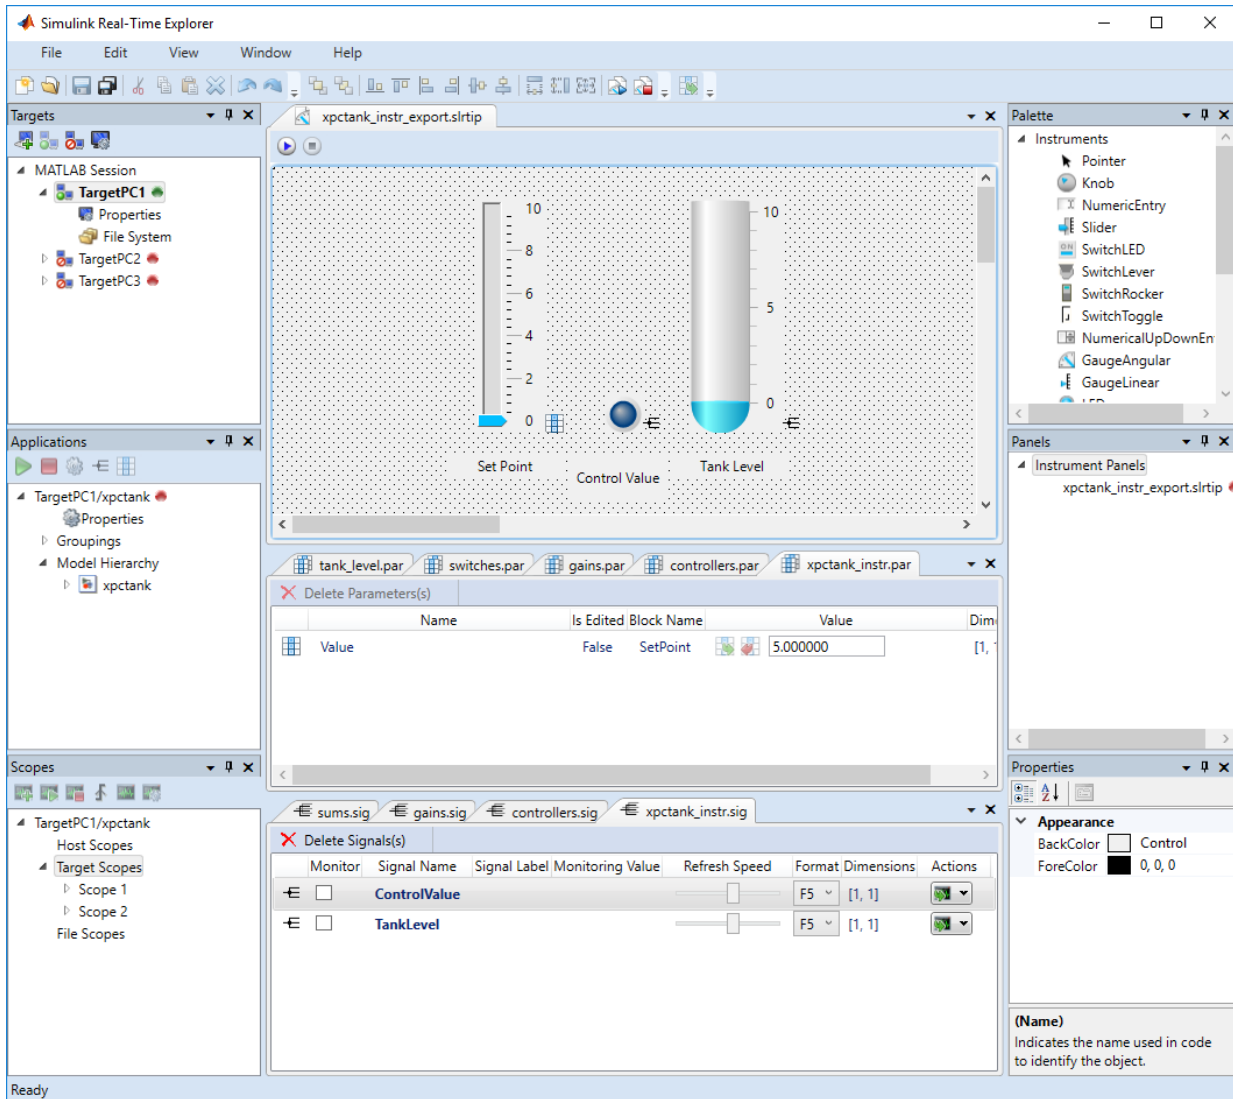 Simulink Real-Time Explorer
File Edit View Window Help
Targets
MATLAB Session
TargetPC1
Properties
File System
TargetPC2
TargetPC3
Applications
TargetPC1/xpctank
Properties
Groupings
Model Hierarchy
xpctank
Scopes
TargetPC1/xpctank
Host Scopes
Target Scopes
Scope 1
Scope 2
File Scopes
xpctank_instr_export.slrtip
10
8
6
4
2
0
Set Point
Control Value
10
5
0
Tank Level
tank_level.par switches.par gains.par controllers.par xpctank_instr.par
Delete Parameters(s)
Name Is Edited Block Name Value Dim
Value False SetPoint 5.000000 [1, 1
sums.sig gains.sig controllers.sig xpctank_instr.sig
Delete Signals(s)
Monitor Signal Name Signal Label Monitoring Value Refresh Speed Format Dimensions Actions
ControlValue F5 [1, 1]
TankLevel F5 [1, 1]
Palette
Instruments
Pointer
Knob
NumericEntry
Slider
SwitchLED
SwitchLever
SwitchRocker
SwitchToggle
NumericalUpDownEn
GaugeAngular
GaugeLinear
Panels
Instrument Panels
xpctank_instr_export.slrtip
Properties
Appearance
BackColor Control
ForeColor 0, 0, 0
(Name)
Indicates the name used in code
to identify the object.
Ready